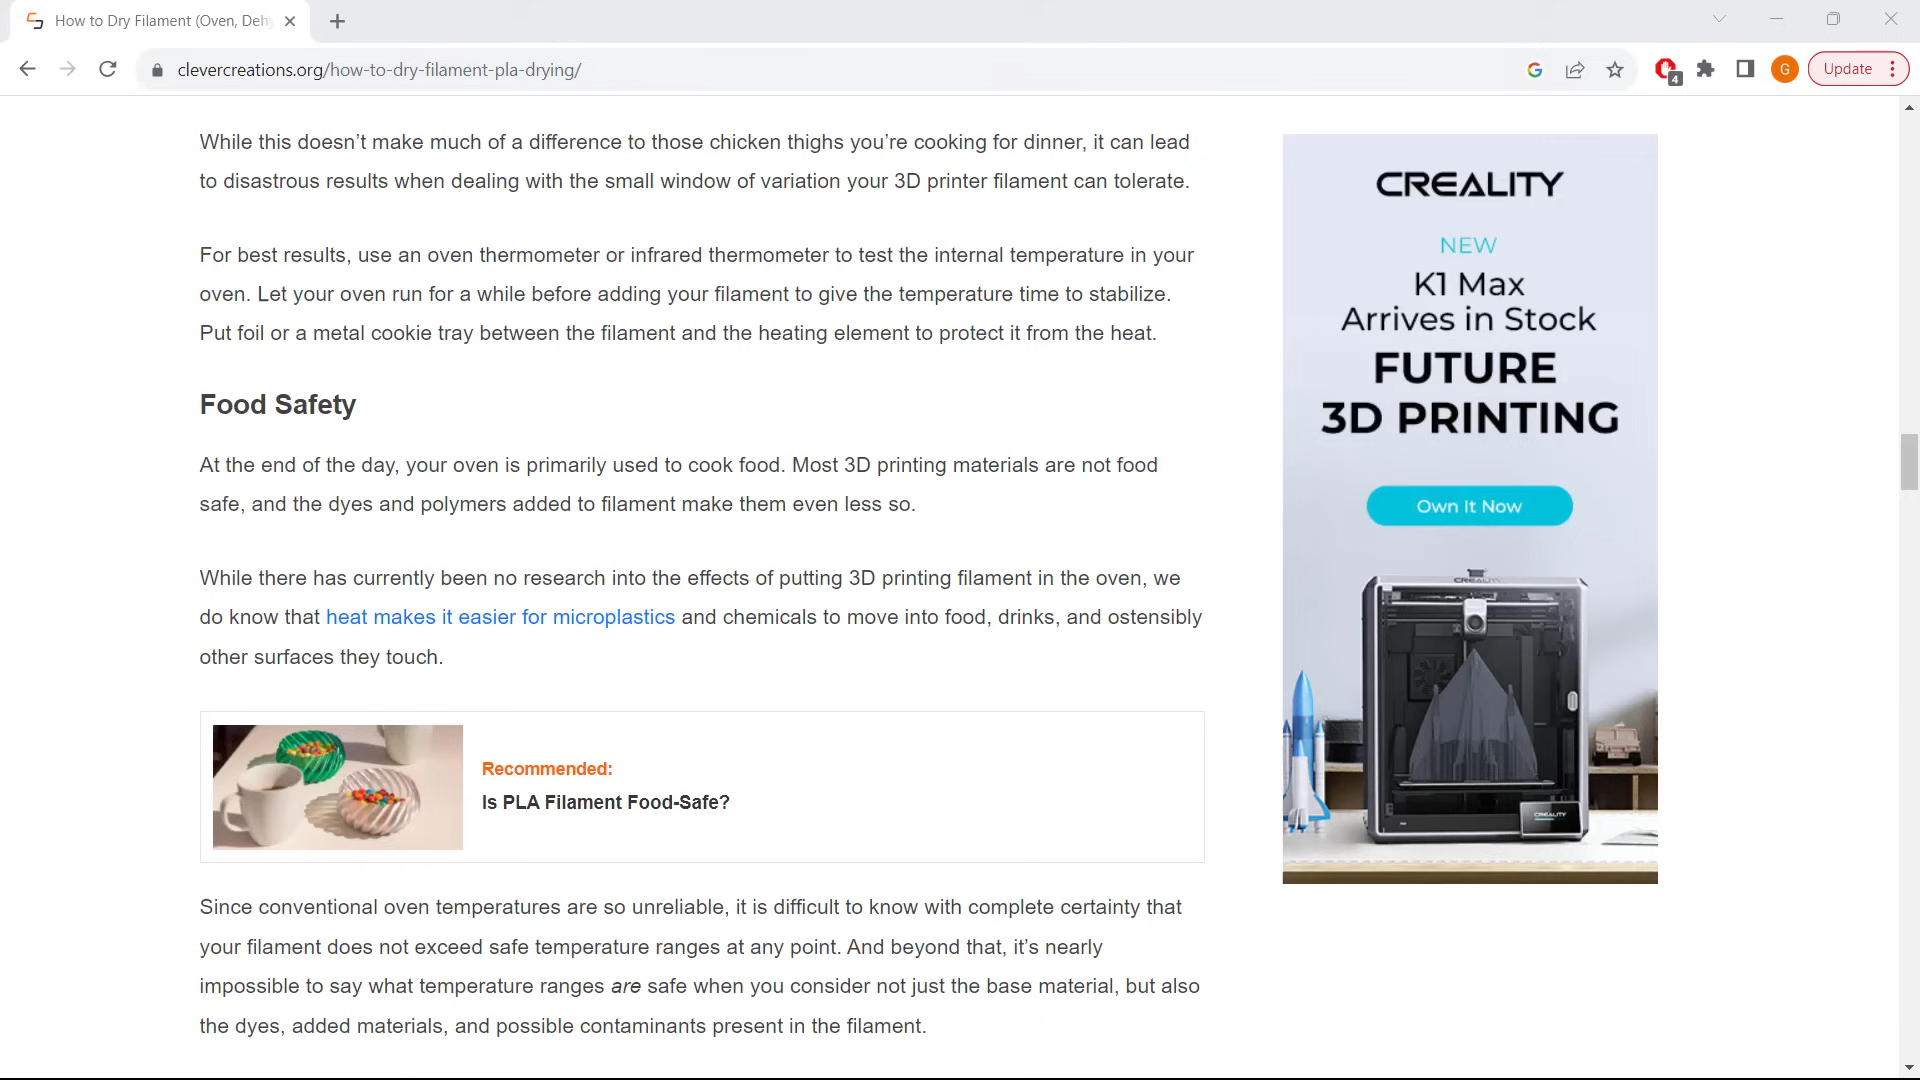 How to Dry Filament (Oven, Deh
clevercreations.org/how-to-dry-filament-pla-drying/
4
G
Update
While this doesn’t make much of a difference to those chicken thighs you’re cooking for dinner, it can lead
to disastrous results when dealing with the small window of variation your 3D printer filament can tolerate.
For best results, use an oven thermometer or infrared thermometer to test the internal temperature in your
oven. Let your oven run for a while before adding your filament to give the temperature time to stabilize.
Put foil or a metal cookie tray between the filament and the heating element to protect it from the heat.
Food Safety
At the end of the day, your oven is primarily used to cook food. Most 3D printing materials are not food
safe, and the dyes and polymers added to filament make them even less so.
While there has currently been no research into the effects of putting 3D printing filament in the oven, we
do know that heat makes it easier for microplastics and chemicals to move into food, drinks, and ostensibly
other surfaces they touch.
Recommended:
Is PLA Filament Food-Safe?
Since conventional oven temperatures are so unreliable, it is difficult to know with complete certainty that
your filament does not exceed safe temperature ranges at any point. And beyond that, it’s nearly
impossible to say what temperature ranges are safe when you consider not just the base material, but also
the dyes, added materials, and possible contaminants present in the filament.
CREALITY
NEW
K1 Max
Arrives in Stock
FUTURE
3D PRINTING
Own It Now
CREALITY
CREALITY